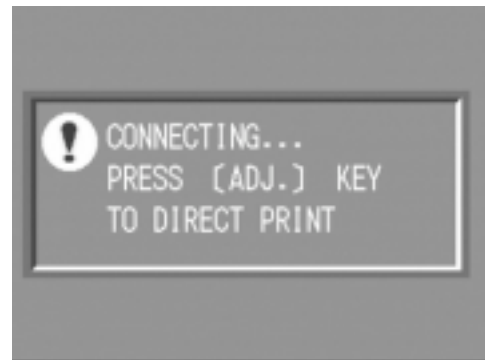 CONNECTING...
PRESS [ADJ.] KEY
TO DIRECT PRINT